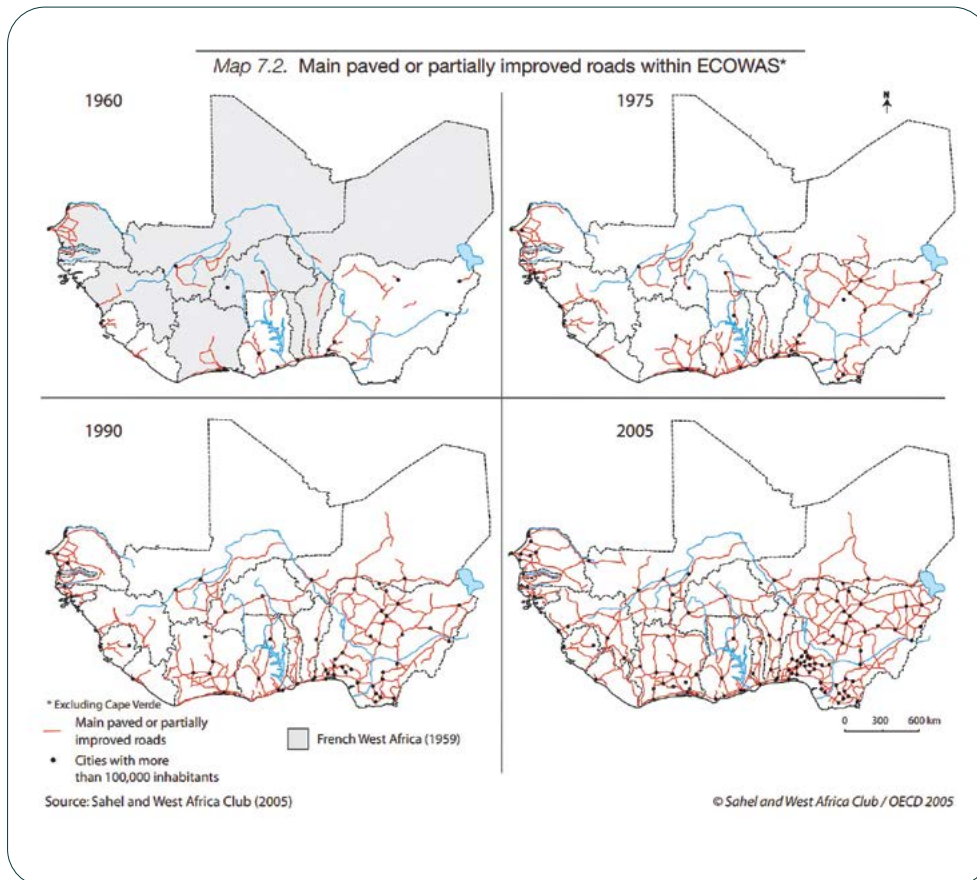 Map 7.2. Main paved or partially improved roads within ECOWAS*
1960
1975
N
1990
2005
* Excluding Cape Verde
Main paved or partially
improved roads
Cities with more
than 100,000 inhabitants
French West Africa (1959)
0 300 600 km
Source: Sahel and West Africa Club (2005)
© Sahel and West Africa Club / OECD 2005